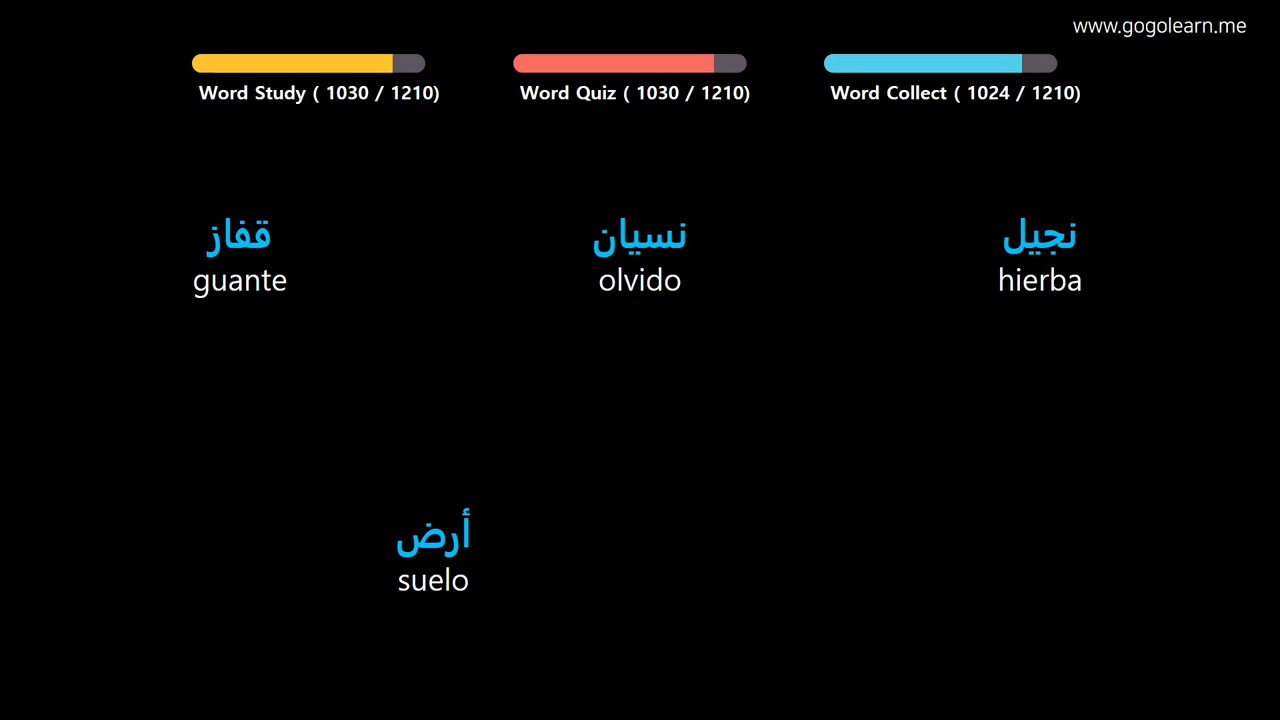 www.gogolearn.me
Word Study ( 1030 / 1210)
Word Quiz ( 1030 / 1210)
Word Collect ( 1024 / 1210)
قفاز
guante
نسيان
olvido
نجيل
hierba
أرض
suelo